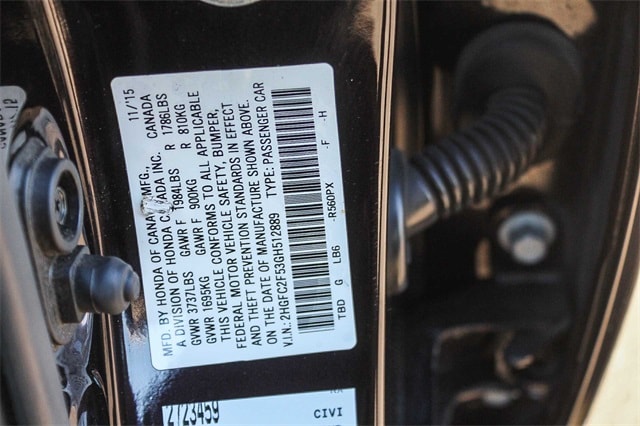 11/15
MFD. BY HONDA OF CANADA MFG.,
A DIVISION OF HONDA CANADA INC. CANADA
GVWR 3737LBS GAWR F 1984LBS R 1786LBS
GVWR 1695KG GAWR F 900KG R 810KG
THIS VEHICLE CONFORMS TO ALL APPLICABLE
FEDERAL MOTOR VEHICLE SAFETY, BUMPER,
AND THEFT PREVENTION STANDARDS IN EFFECT
ON THE DATE OF MANUFACTURE SHOWN ABOVE.
V.I.N.: 2HGFC2F53GH512889 TYPE: PASSENGER CAR
-R560PX -F -H
TBD G LB6
2723459
CIVI